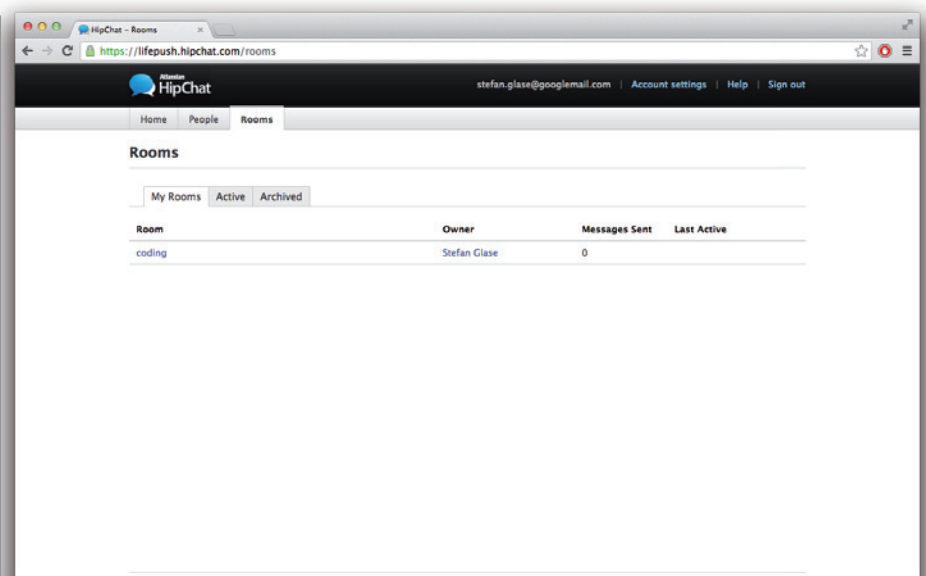 HipChat – Rooms
https://lifepush.hipchat.com/rooms
Atlassian
HipChat
stefan.glase@googlemail.com | Account settings | Help | Sign out
Home People Rooms
Rooms
My Rooms Active Archived
Room Owner Messages Sent Last Active
coding Stefan Glase 0